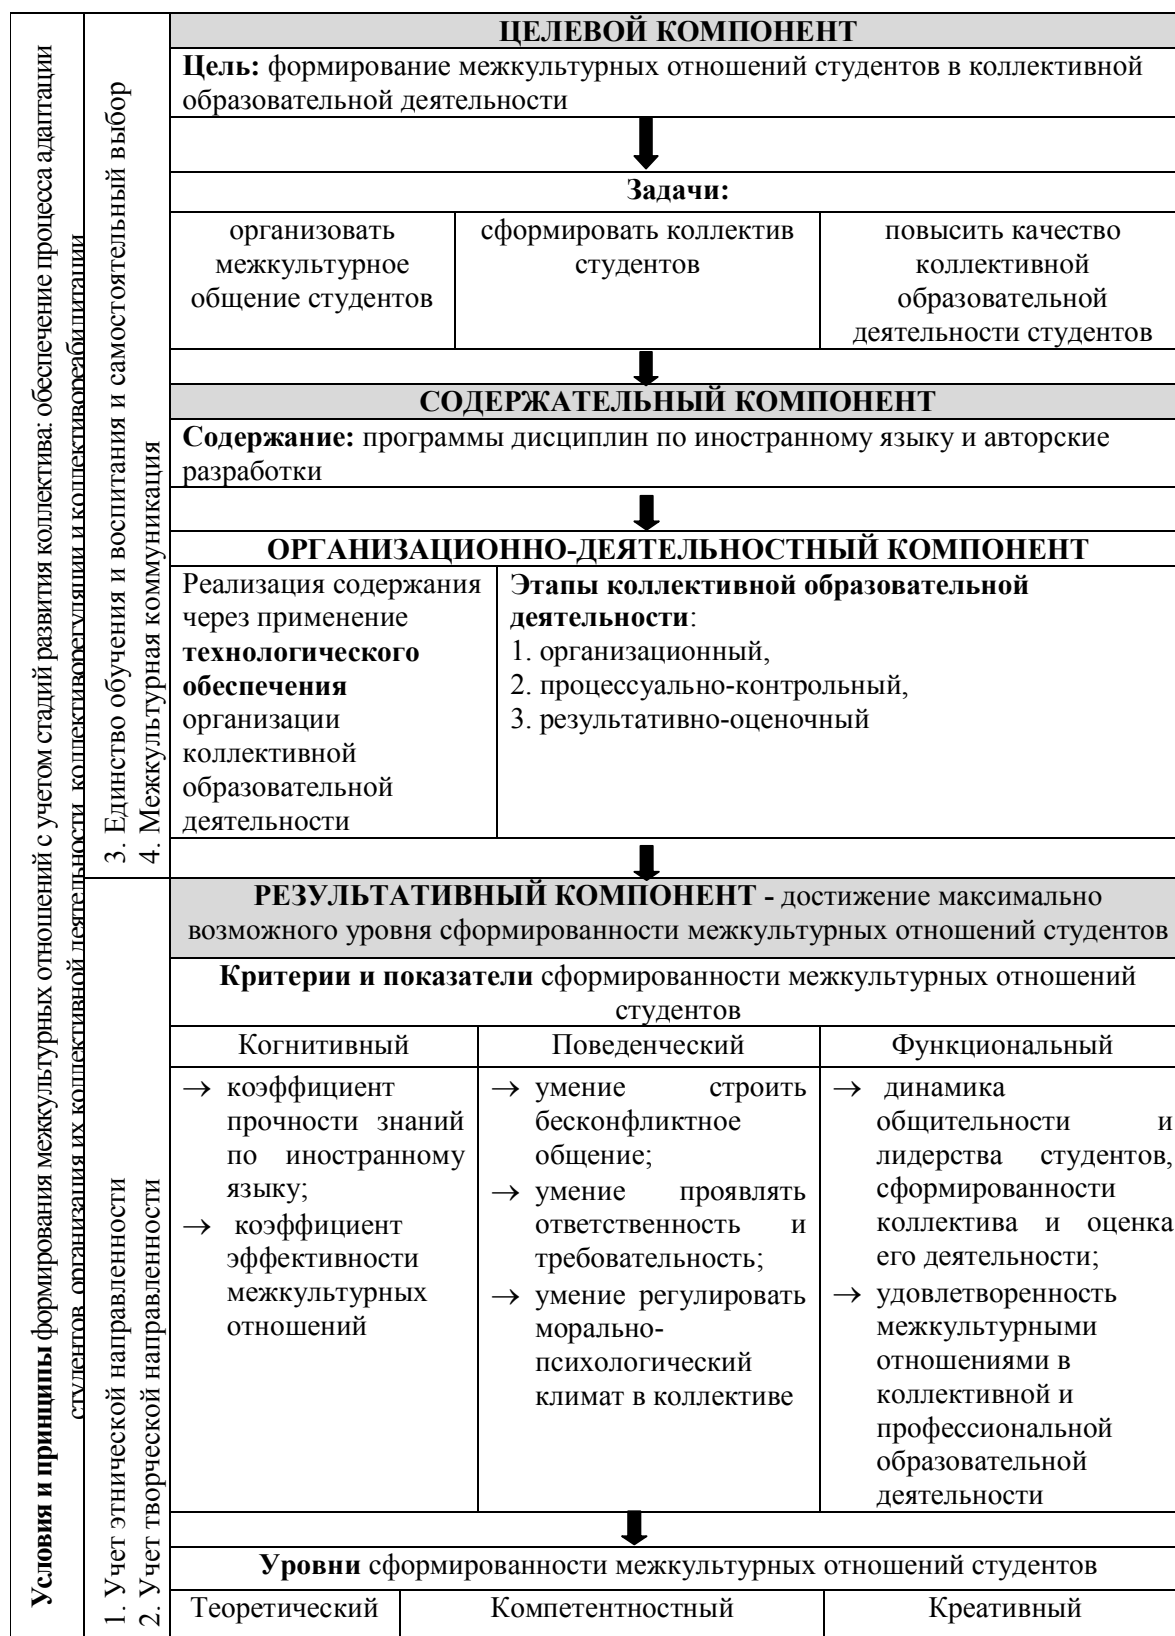 Условия и принципы формирования межкультурных отношений с учетом стадий развития коллектива: обеспечение процесса адаптации
студентов, организация их коллективной деятельности, коллективорегуляции и коллективореабилитации
3. Единство обучения и воспитания и самостоятельный выбор
4. Межкультурная коммуникация
1. Учет этнической направленности
2. Учет творческой направленности
ЦЕЛЕВОЙ КОМПОНЕНТ
Цель: формирование межкультурных отношений студентов в коллективной
образовательной деятельности
Задачи:
организовать
межкультурное
общение студентов
сформировать коллектив
студентов
повысить качество
коллективной
образовательной
деятельности студентов
СОДЕРЖАТЕЛЬНЫЙ КОМПОНЕНТ
Содержание: программы дисциплин по иностранному языку и авторские
разработки
ОРГАНИЗАЦИОННО-ДЕЯТЕЛЬНОСТНЫЙ КОМПОНЕНТ
Реализация содержания
через применение
технологического
обеспечения
организации
коллективной
образовательной
деятельности
Этапы коллективной образовательной
деятельности:
1. организационный,
2. процессуально-контрольный,
3. результативно-оценочный
РЕЗУЛЬТАТИВНЫЙ КОМПОНЕНТ - достижение максимально
возможного уровня сформированности межкультурных отношений студентов
Критерии и показатели сформированности межкультурных отношений
студентов
Когнитивный
→ коэффициент
прочности знаний
по иностранному
языку;
→ коэффициент
эффективности
межкультурных
отношений
Поведенческий
→ умение строить
бесконфликтное
общение;
→ умение проявлять
ответственность и
требовательность;
→ умение регулировать
морально-
психологический
климат в коллективе
Функциональный
→ динамика
общительности и
лидерства студентов,
сформированности
коллектива и оценка
его деятельности;
→ удовлетворенность
межкультурными
отношениями в
коллективной и
профессиональной
образовательной
деятельности
Уровни сформированности межкультурных отношений студентов
Теоретический
Компетентностный
Креативный